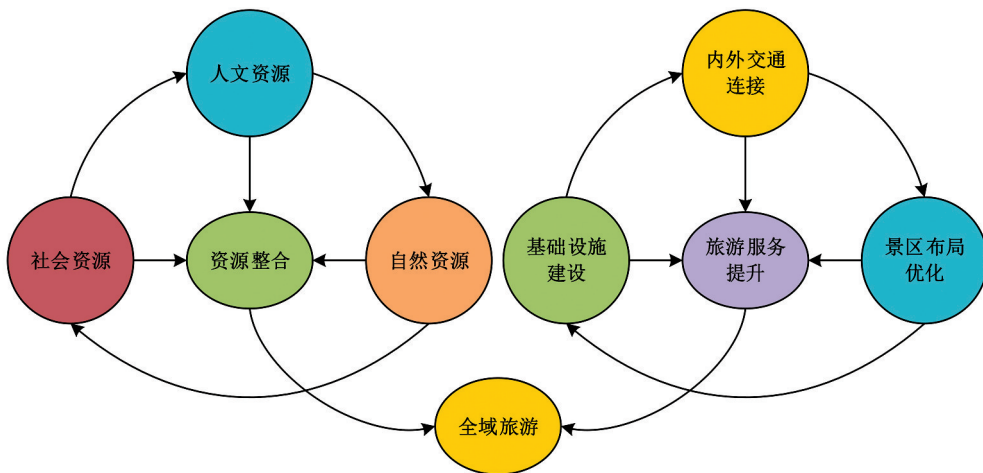 人文资源
社会资源
资源整合
自然资源
内外交通
连接
基础设施
建设
旅游服务
提升
景区布局
优化
全域旅游